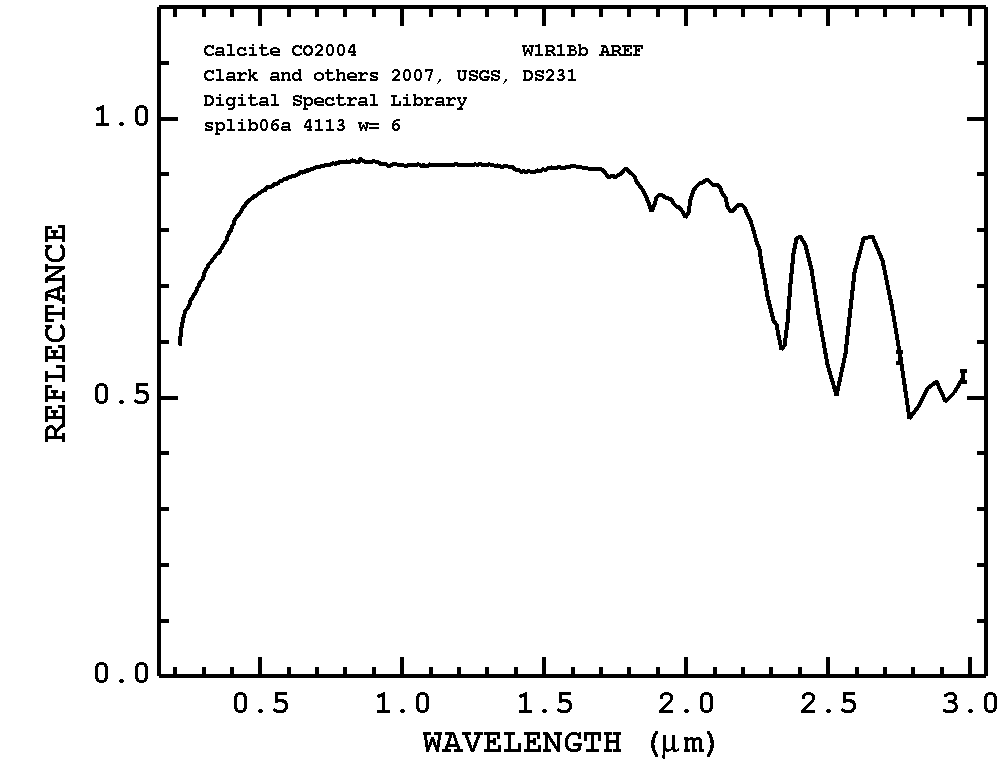 Calcite CO2004 W1R1Bb AREF
Clark and others 2007, USGS, DS231
Digital Spectral Library
splib06a 4113 w= 6
1.0
0.5
0.0
REFLECTANCE
0.5 1.0 1.5 2.0 2.5 3.0
WAVELENGTH (μm)